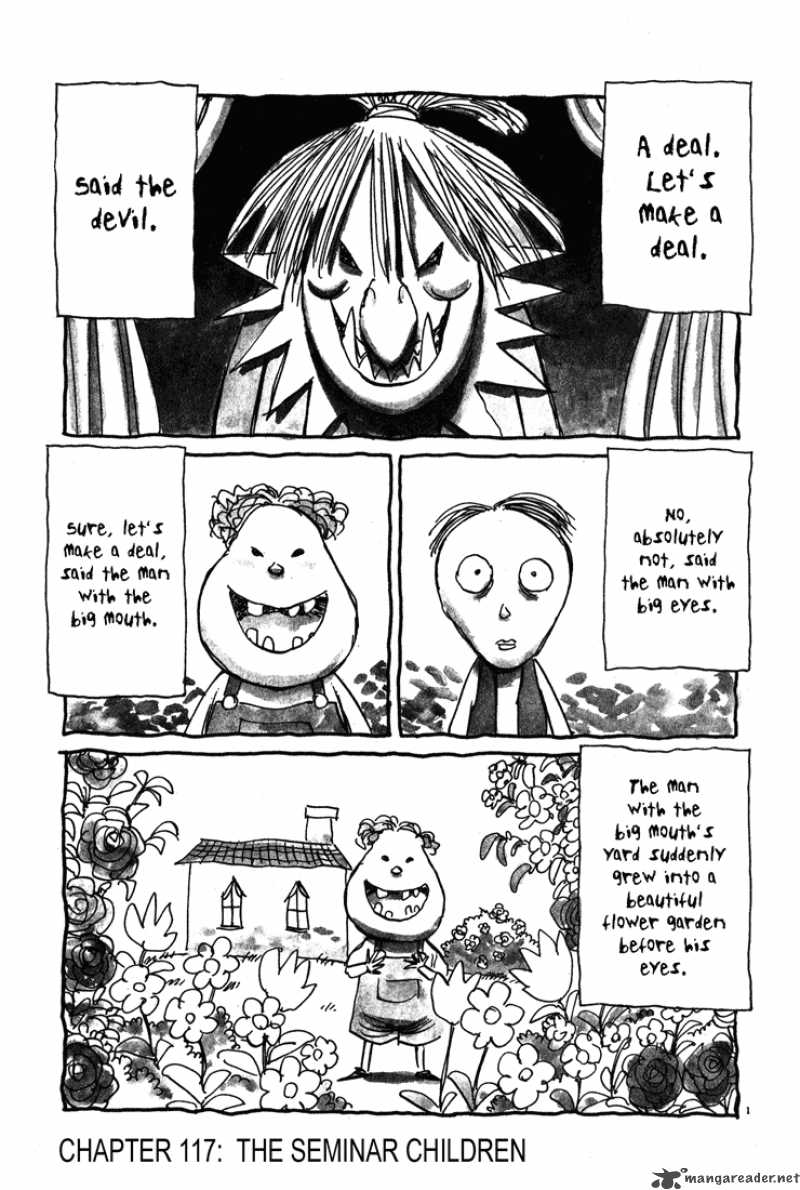 A deal.
Let's
make a
deal.
said the
devil.
No,
absolutely
not, said
the man with
big eyes.
sure, let's
make a deal,
said the man
with the
big mouth.
The man
with the
big mouth's
yard suddenly
grew into a
beautiful
flower garden
before his
eyes.
1
CHAPTER 117: THE SEMINAR CHILDREN
mangareader.net